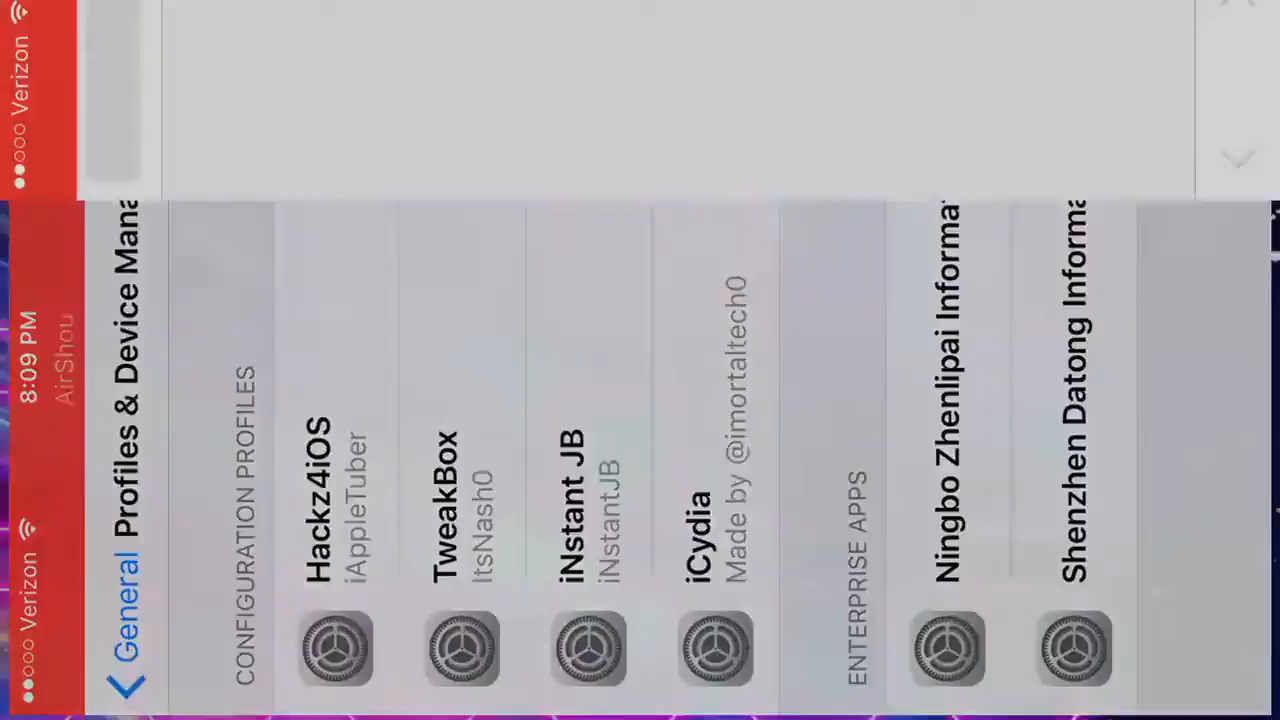 ●●○○○ Verizon
●●○○○ Verizon
8:09 PM
AirShou
General
Profiles & Device Mana
CONFIGURATION PROFILES
Hackz4iOS
iAppleTuber
TweakBox
ItsNash0
iNstant JB
iNstantJB
iCydia
Made by @imortaltech0
ENTERPRISE APPS
Ningbo Zhenlipai Informa
Shenzhen Datong Informa